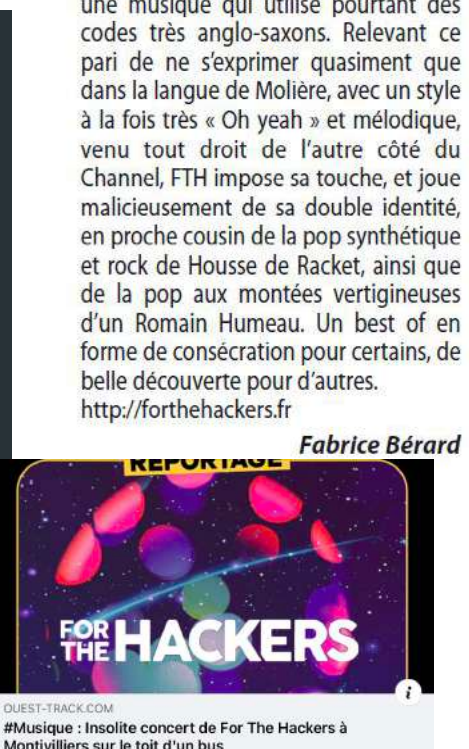 une musique qui utilise pourtant des
codes très anglo-saxons. Relevant ce
pari de ne s’exprimer quasiment que
dans la langue de Molière, avec un style
à la fois très « Oh yeah » et mélodique,
venu tout droit de l’autre côté du
Channel, FTH impose sa touche, et joue
malicieusement de sa double identité,
en proche cousin de la pop synthétique
et rock de Housse de Racket, ainsi que
de la pop aux montées vertigineuses
d’un Romain Humeau. Un best of en
forme de consécration pour certains, de
belle découverte pour d’autres.
http://forthehackers.fr
Fabrice Bérard
REPORTAGE
FOR THE HACKERS
i
OUEST-TRACK.COM
#Musique : Insolite concert de For The Hackers à
Montivilliers sur le toit d'un bus